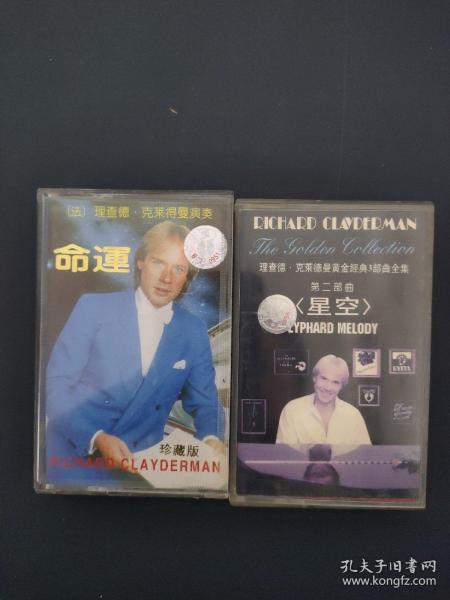 〔法〕理查德·克莱得曼演奏
命運
珍藏版
RICHARD CLAYDERMAN
RICHARD CLAYDERMAN
The Golden Collection
理查德·克莱德曼黄金經典3部曲全集
第二部曲
〈星空〉
LYPHARD MELODY
孔夫子旧書网
www.kongfz.com